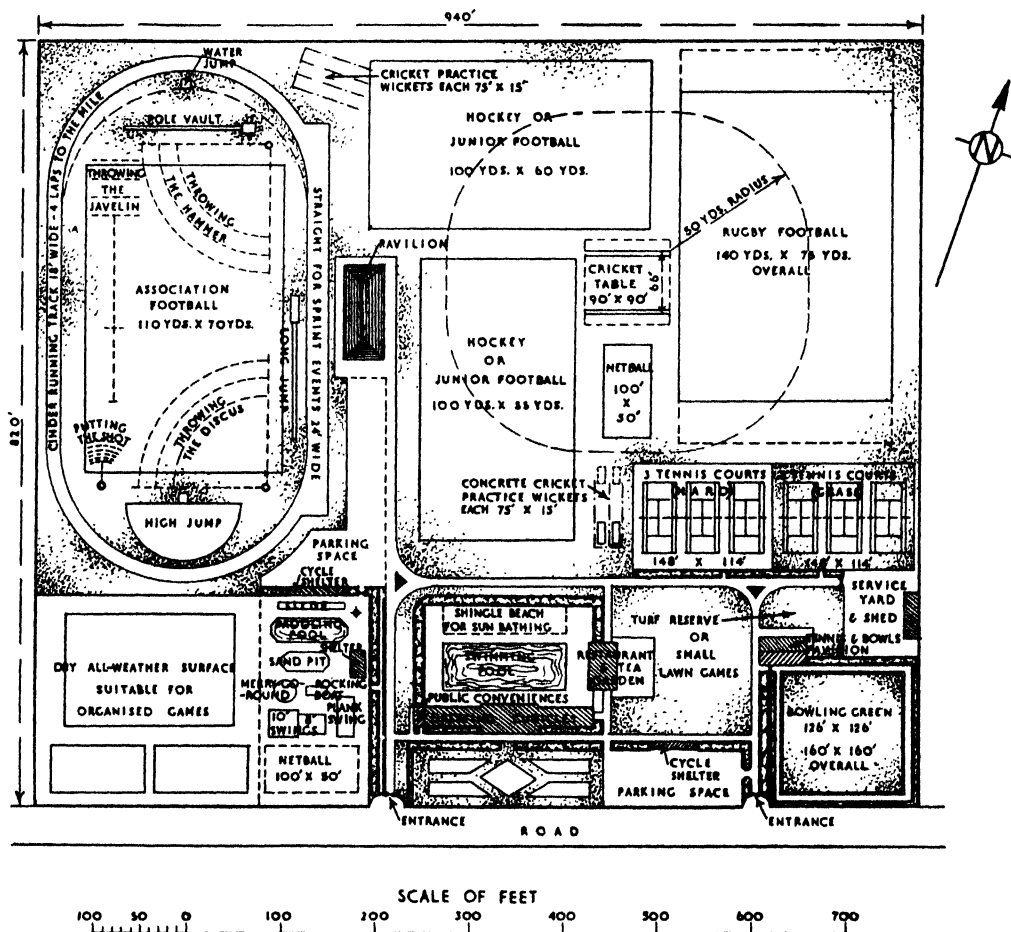 940'
820'
WATER
JUMP
CRICKET PRACTICE
WICKETS EACH 75' X 15'
POLE VAULT
CINDER RUNNING TRACK 18' WIDE - 4 LAPS TO THE MILE
THROWING
THE
JAVELIN
THROWING
THE HAMMER
HOCKEY OR
JUNIOR FOOTBALL
100 YDS. X 60 YDS.
N
50 YDS. RADIUS
RUGBY FOOTBALL
140 YDS. X 75 YDS.
OVERALL
PAVILION
STRAIGHT FOR SPRINT EVENTS 24' WIDE
CRICKET
TABLE
90' X 90'
66'
ASSOCIATION
FOOTBALL
110 YDS. X 70 YDS.
LONG JUMP
HOCKEY
OR
JUNIOR FOOTBALL
100 YDS. X 55 YDS.
NETBALL
100'
X
50'
THROWING
THE DISCUS
PUTTING
THE SHOT
HIGH JUMP
CONCRETE CRICKET
PRACTICE WICKETS
EACH 75' X 15'
3 TENNIS COURTS
(HARD)
148' X 114'
TENNIS COURTS
(GRASS)
148' X 114'
PARKING
SPACE
CYCLE
SHELTER
SERVICE
YARD
& SHED
SLIDE
PADDLING
POOL
SHELTER
SAND PIT
MERRY-GO
-ROUND
ROCKING
BOAT
PLANK
SWING
10'
8'
SWINGS
NETBALL
100' X 50'
DRY ALL-WEATHER SURFACE
SUITABLE FOR
ORGANISED GAMES
SHINGLE BEACH
FOR SUN BATHING
SWIMMING
POOL
PUBLIC CONVENIENCES
RESTAURANT
& TEA
GARDEN
TURF RESERVE
OR
SMALL
LAWN GAMES
TENNIS & BOWLS
PAVILION
BOWLING GREEN
126' X 126'
160' X 160'
OVERALL
CYCLE
SHELTER
PARKING SPACE
ENTRANCE
ENTRANCE
ROAD
SCALE OF FEET
100 50 0 100 200 300 400 500 600 700